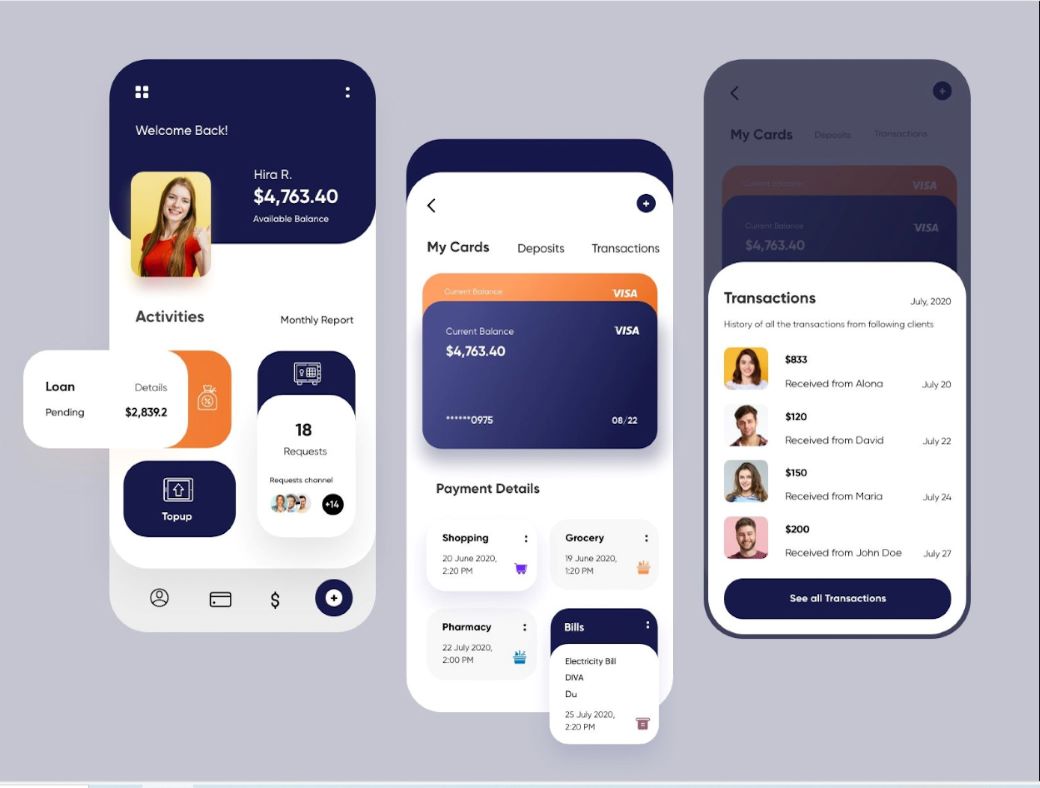 Welcome Back!
Hira R.
$4,763.40
Available Balance
Activities
Monthly Report
Loan
Details
Pending
$2,839.2
18
Requests
Requests channel
+14
Topup
My Cards
Deposits
Transactions
Current Balance
VISA
Current Balance
VISA
$4,763.40
******0975
08/22
Payment Details
Shopping
20 June 2020,
2:20 PM
Grocery
19 June 2020,
1:20 PM
Pharmacy
22 July 2020,
2:00 PM
Bills
Electricity Bill
DIVA
Du
25 July 2020,
2:20 PM
My Cards
Deposits
Transactions
Current Balance
VISA
Current Balance
VISA
$4,763.40
Transactions
July, 2020
History of all the transactions from following clients
$833
Received from Alona
July 20
$120
Received from David
July 22
$150
Received from Maria
July 24
$200
Received from John Doe
July 27
See all Transactions